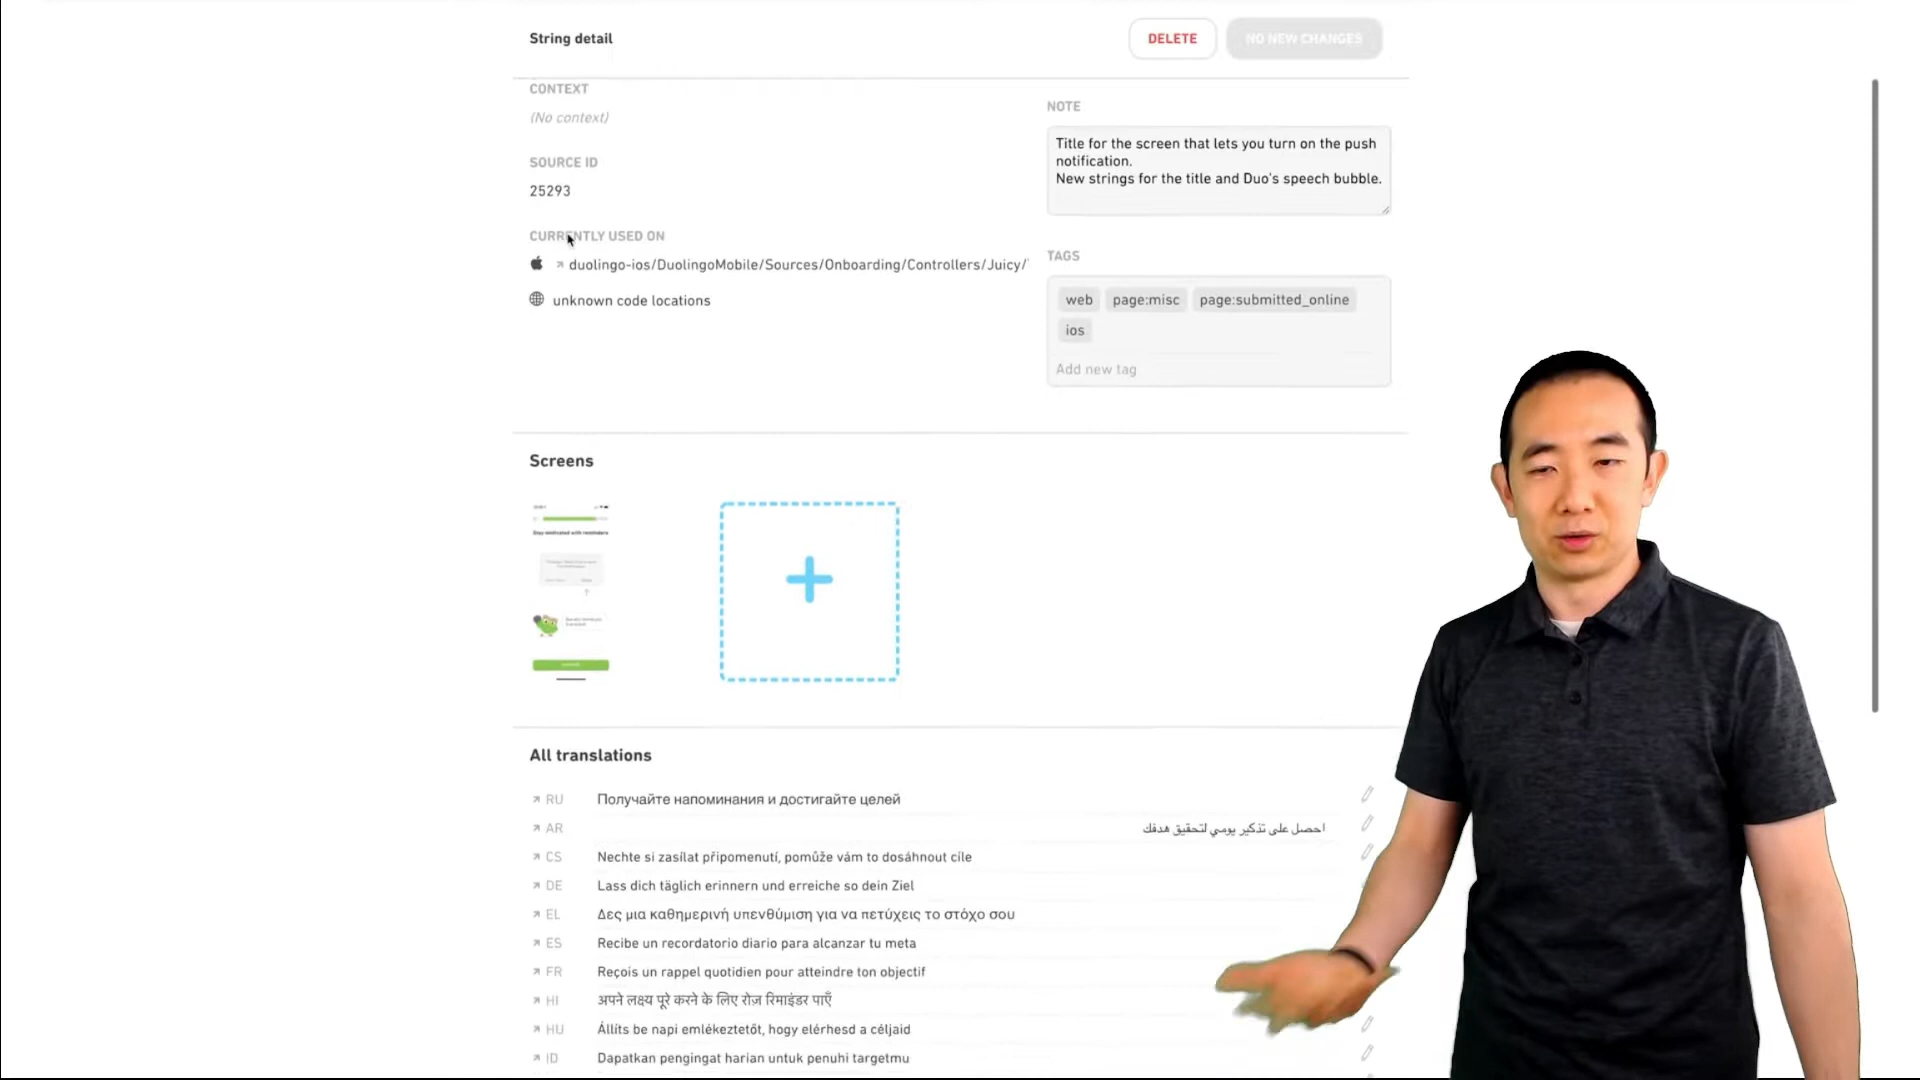 String detail
DELETE
NO NEW CHANGES
CONTEXT
(No context)
SOURCE ID
25293
CURRENTLY USED ON
duolingo-ios/DuolingoMobile/Sources/Onboarding/Controllers/Juicy/
unknown code locations
NOTE
Title for the screen that lets you turn on the push
notification.
New strings for the title and Duo's speech bubble.
TAGS
web page:misc page:submitted_online
ios
Add new tag
Screens
Stay motivated with reminders
All translations
RU Получайте напоминания и достигайте целей
AR احصل على تذكير يومي لتحقيق هدفك
CS Nechte si zasílat připomenutí, pomůže vám to dosáhnout cíle
DE Lass dich täglich erinnern und erreiche so dein Ziel
EL Δες μια καθημερινή υπενθύμιση για να πετύχεις το στόχο σου
ES Recibe un recordatorio diario para alcanzar tu meta
FR Reçois un rappel quotidien pour atteindre ton objectif
HI अपने लक्ष्य पूरे करने के लिए रोज़ रिमाइंडर पाएँ
HU Állíts be napi emlékeztetőt, hogy elérhesd a céljaid
ID Dapatkan pengingat harian untuk penuhi targetmu